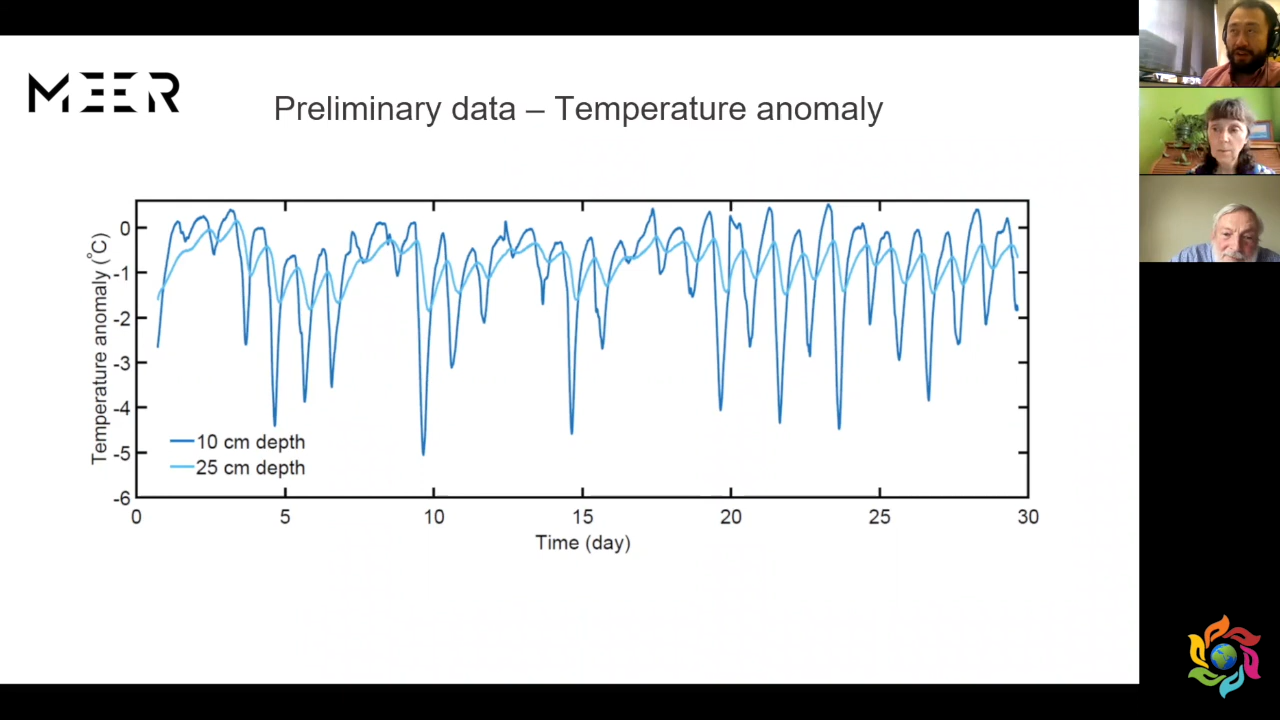 MEER
Preliminary data – Temperature anomaly
Temperature anomaly (°C)
0
-1
-2
-3
-4
-5
-6
10 cm depth
25 cm depth
0 5 10 15 20 25 30
Time (day)